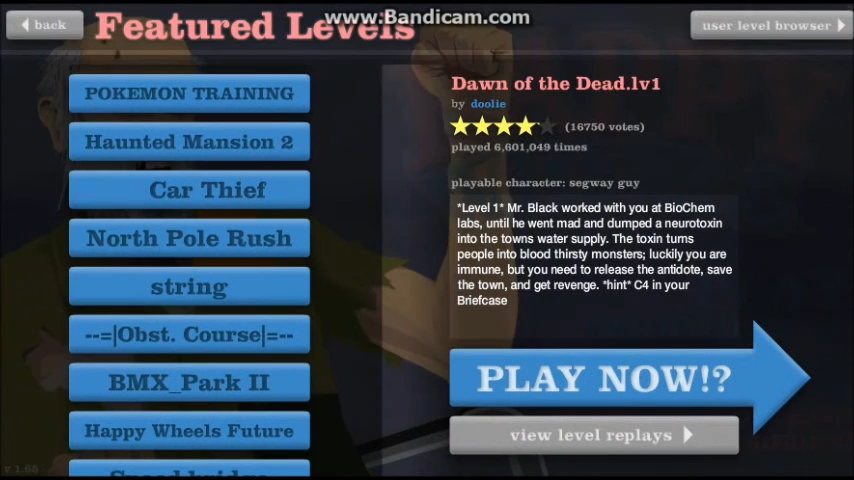 www.Bandicam.com
back
Featured Levels
user level browser
POKEMON TRAINING
Haunted Mansion 2
Car Thief
North Pole Rush
string
--=|Obst. Course|=--
BMX_Park II
Happy Wheels Future
Dawn of the Dead.lv1
by doolie
(16750 votes)
played 6,601,049 times
playable character: segway guy
*Level 1* Mr. Black worked with you at BioChem
labs, until he went mad and dumped a neurotoxin
into the towns water supply. The toxin turns
people into blood thirsty monsters; luckily you are
immune, but you need to release the antidote, save
the town, and get revenge. *hint* C4 in your
Briefcase
PLAY NOW!?
view level replays
v 1.60